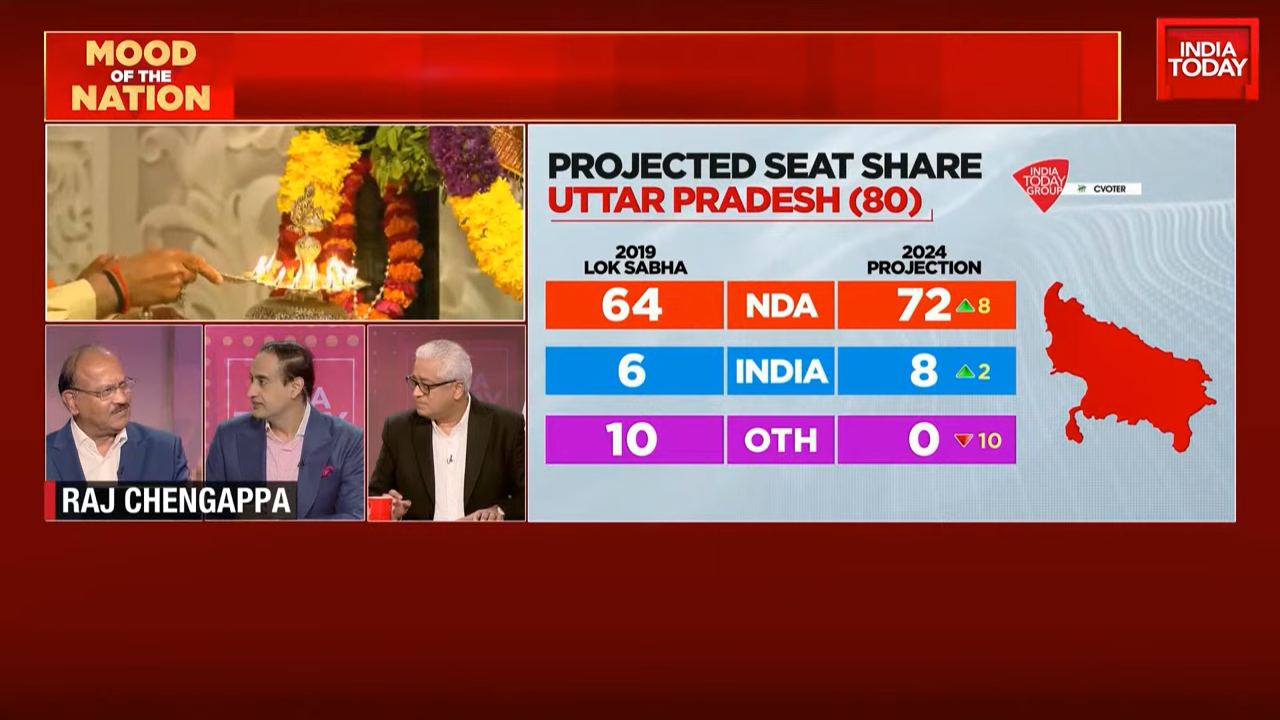 MOOD
OF THE
NATION
INDIA
TODAY
PROJECTED SEAT SHARE
UTTAR PRADESH (80)
INDIA
TODAY
GROUP
CVOTER
2019
LOK SABHA
2024
PROJECTION
64 NDA 72 8
6 INDIA 8 2
10 OTH 0 10
RAJ CHENGAPPA